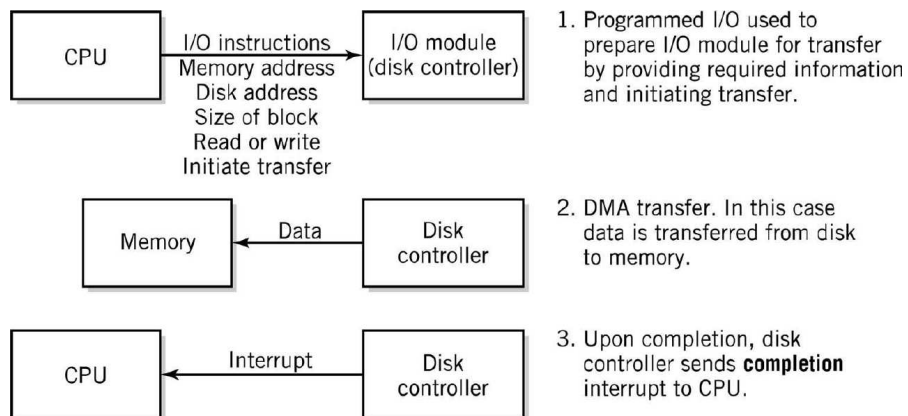 CPU
I/O instructions
Memory address
Disk address
Size of block
Read or write
Initiate transfer
I/O module
(disk controller)
1. Programmed I/O used to
prepare I/O module for transfer
by providing required information
and initiating transfer.
Memory
Data
Disk
controller
2. DMA transfer. In this case
data is transferred from disk
to memory.
CPU
Interrupt
Disk
controller
3. Upon completion, disk
controller sends completion
interrupt to CPU.